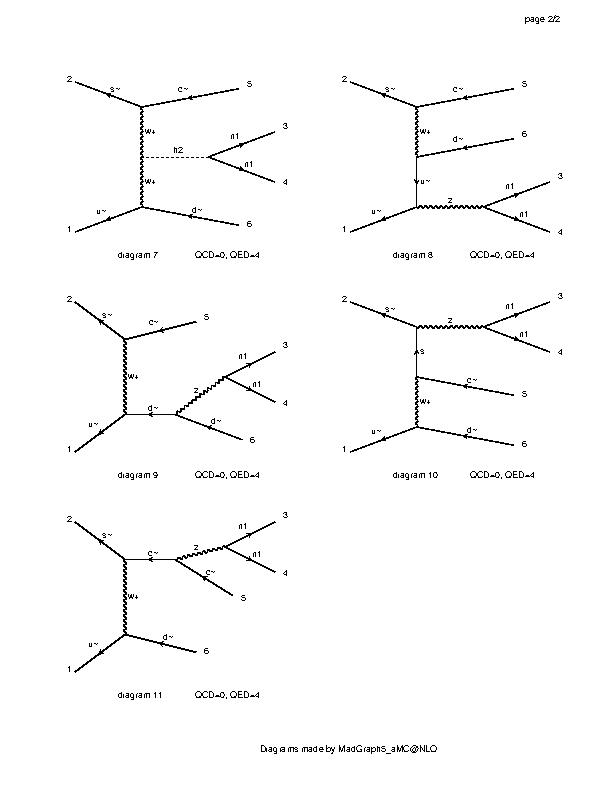 page 2/2
2
s~
c~
5
w+
h2
n1
3
n1
4
w+
u~
d~
1
6
diagram 7 QCD=0, QED=4
2
s~
c~
5
w+
d~
6
u~
n1
3
z
n1
u~
1
4
diagram 8 QCD=0, QED=4
2
s~
c~
5
n1
3
w+
z
n1
4
d~
u~
d~
6
1
diagram 9 QCD=0, QED=4
2
s~
z
n1
3
n1
4
s
c~
5
w+
u~
d~
1
6
diagram 10 QCD=0, QED=4
2
s~
n1
3
z
c~
n1
4
c~
5
w+
u~
d~
6
1
diagram 11 QCD=0, QED=4
Diagrams made by MadGraph5_aMC@NLO